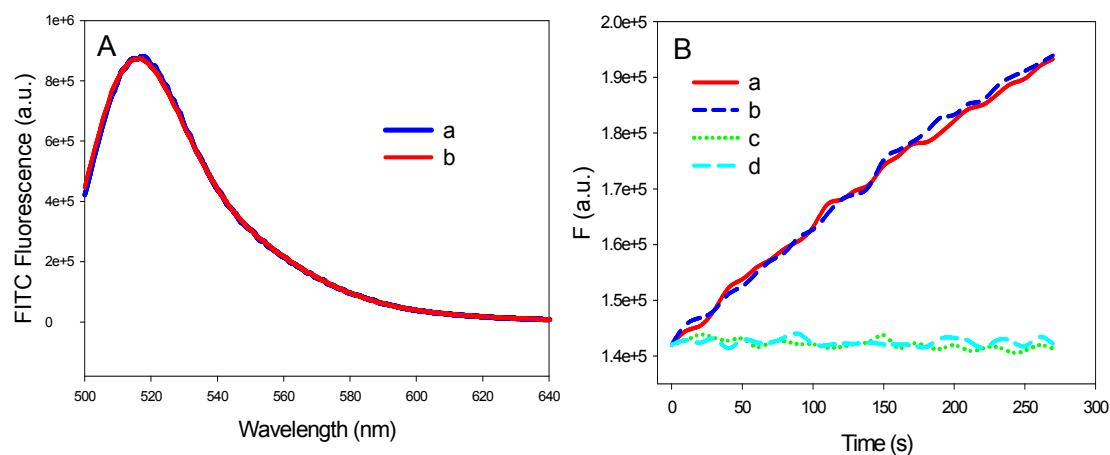 A
FITC Fluorescence (a.u.)
1e+6
8e+5
6e+5
4e+5
2e+5
0
a
b
500
520
540
560
580
600
620
640
Wavelength (nm)
B
F (a.u.)
2.0e+5
1.9e+5
1.8e+5
1.7e+5
1.6e+5
1.5e+5
1.4e+5
a
b
c
d
0
50
100
150
200
250
300
Time (s)